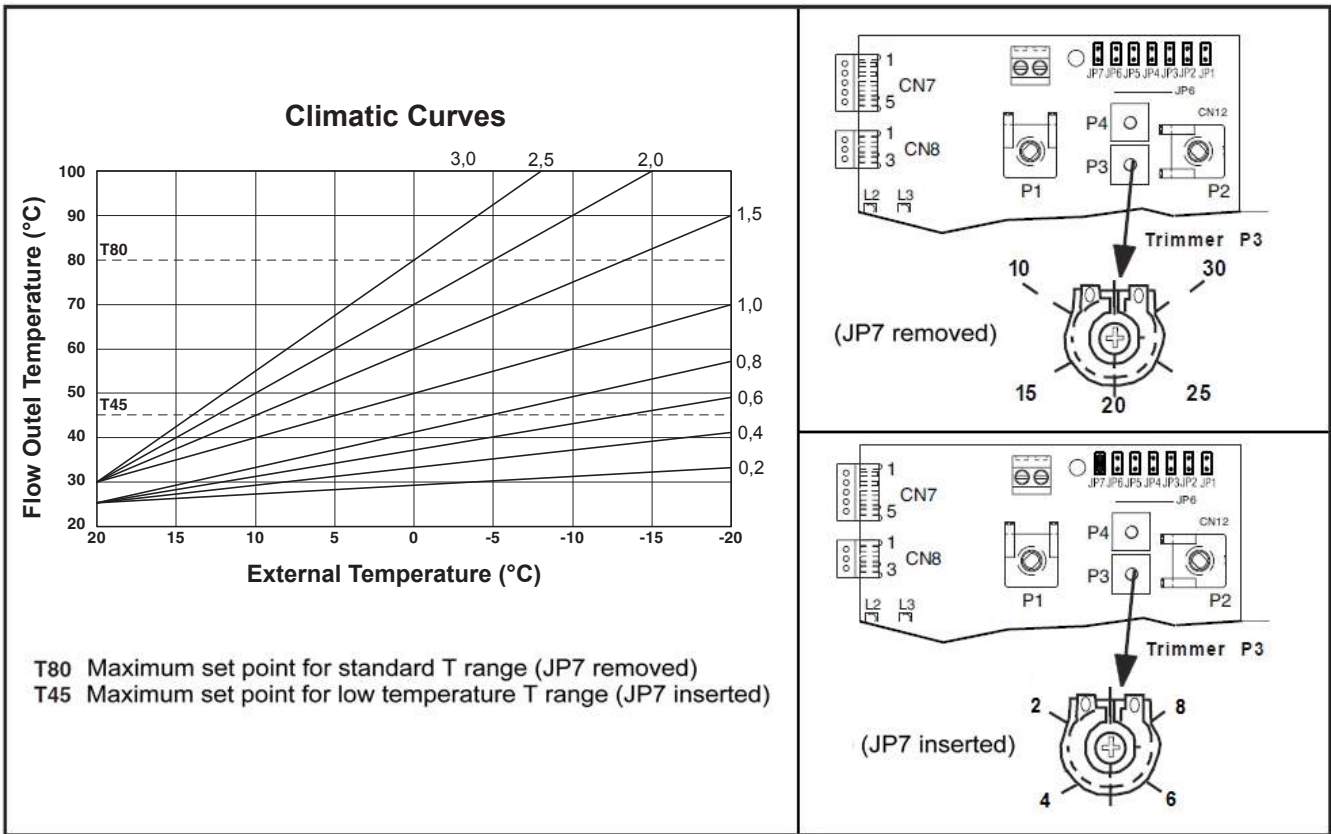 Climatic Curves
3,0 2,5 2,0
100
90
80
70
60
50
40
30
20
T80
T45
1,5
1,0
0,8
0,6
0,4
0,2
20 15 10 5 0 -5 -10 -15 -20
Flow Outel Temperature (°C)
External Temperature (°C)
T80 Maximum set point for standard T range (JP7 removed)
T45 Maximum set point for low temperature T range (JP7 inserted)
1
CN7
5
1
CN8
3
L2 L3
JP7 JP6 JP5 JP4 JP3 JP2 JP1
JP6
P4
CN12
P3
P1
P2
Trimmer P3
10 30
(JP7 removed)
15 20 25
1
CN7
5
1
CN8
3
L2 L3
JP7 JP6 JP5 JP4 JP3 JP2 JP1
JP6
P4
CN12
P3
P1
P2
Trimmer P3
2 8
(JP7 inserted)
4 6